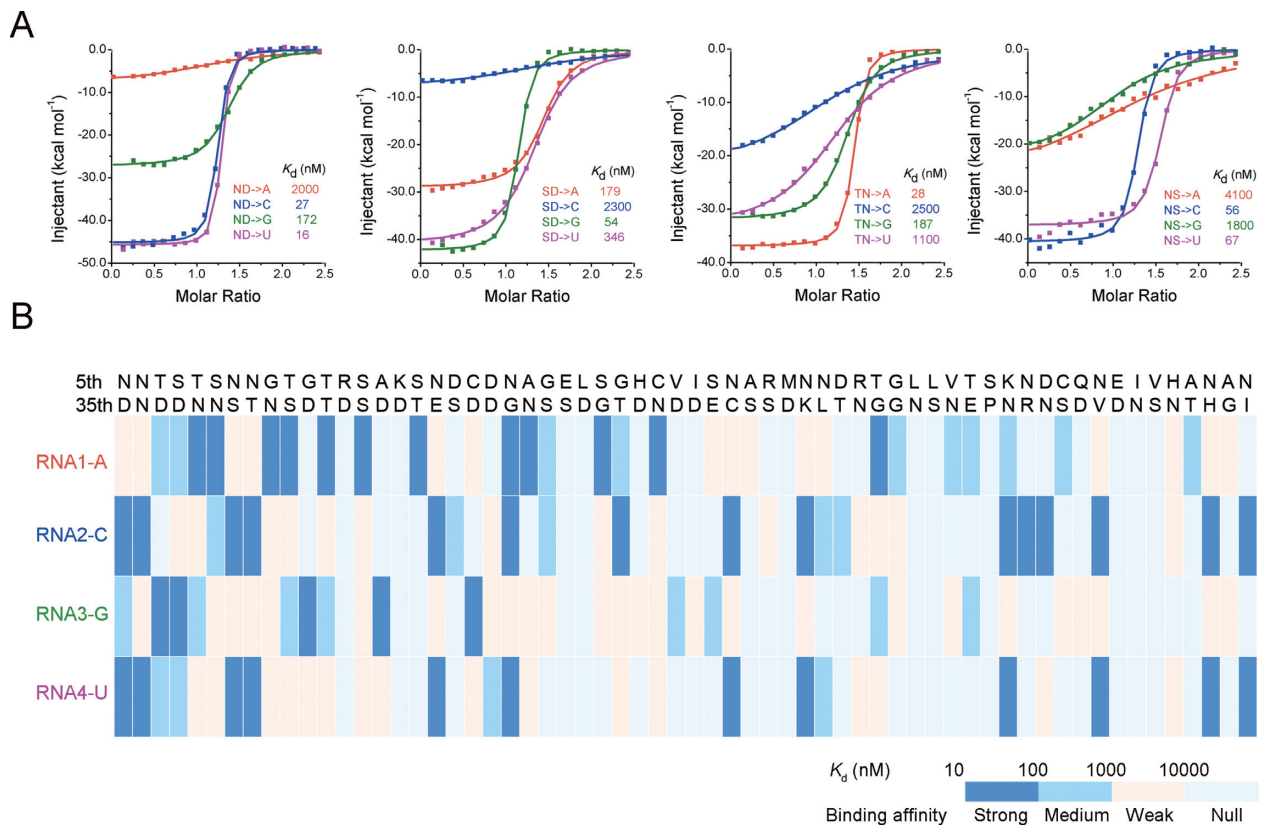 A
Injectant (kcal mol⁻¹)
0.0
-10.0
-20.0
-30.0
-40.0
-50.0
K_d (nM)
ND->A 2000
ND->C 27
ND->G 172
ND->U 16
0.0 0.5 1.0 1.5 2.0 2.5
Molar Ratio
Injectant (kcal mol⁻¹)
0.0
-10.0
-20.0
-30.0
-40.0
K_d (nM)
SD->A 179
SD->C 2300
SD->G 54
SD->U 346
0.0 0.5 1.0 1.5 2.0 2.5
Molar Ratio
Injectant (kcal mol⁻¹)
0.0
-10.0
-20.0
-30.0
-40.0
K_d (nM)
TN->A 28
TN->C 2500
TN->G 187
TN->U 1100
0.0 0.5 1.0 1.5 2.0 2.5
Molar Ratio
Injectant (kcal mol⁻¹)
0.0
-10.0
-20.0
-30.0
-40.0
K_d (nM)
NS->A 4100
NS->C 56
NS->G 1800
NS->U 67
0.0 0.5 1.0 1.5 2.0 2.5
Molar Ratio
B
5th N N T S T S N N G T G T R S A K S N D C D N A G E L S G H C V I S N A R M N N D R T G L L V T S K N D C Q N E I V H A N A N
35th D N D D N N S T N S D T D S D D T E S D D G N S S D G T D N D D E C S S D K L T N G G N S N E P N R N S D V D N S N T H G I
RNA1-A
RNA2-C
RNA3-G
RNA4-U
K_d (nM) 10 100 1000 10000
Binding affinity Strong Medium Weak Null